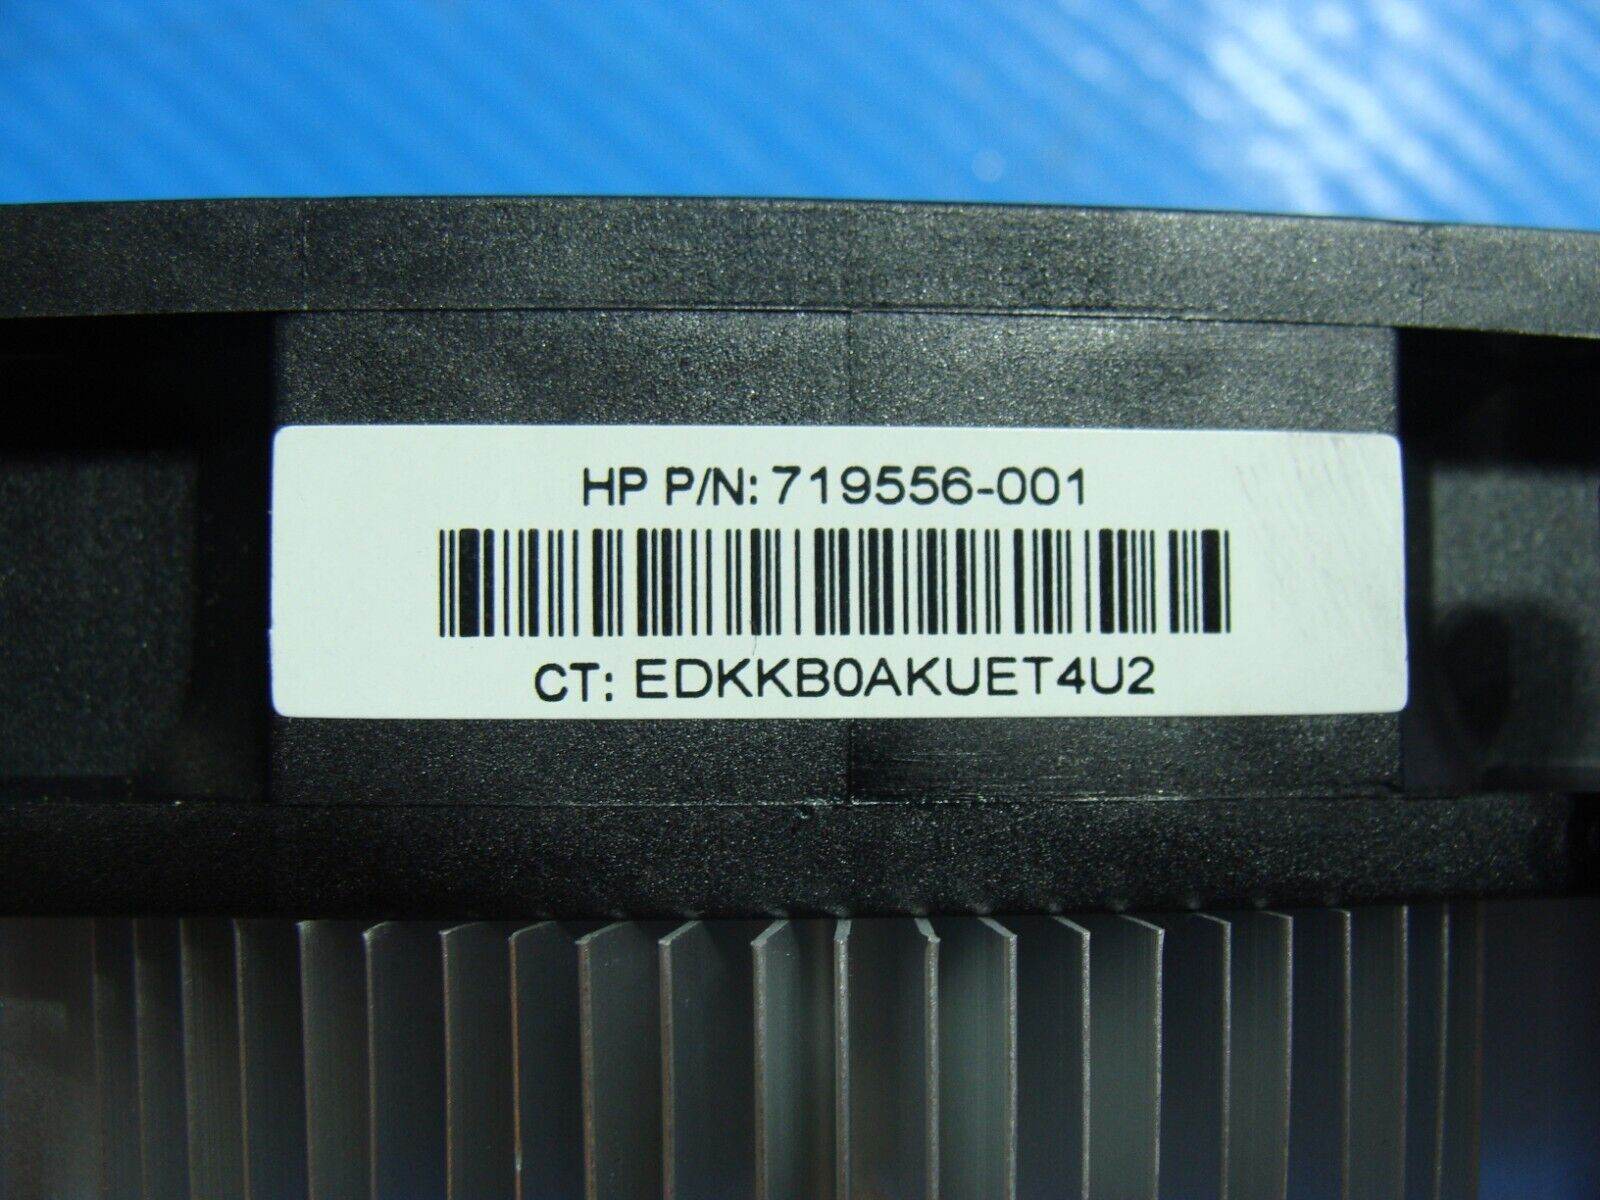 HP P/N: 719556-001
CT: EDKKB0AKUET4U2